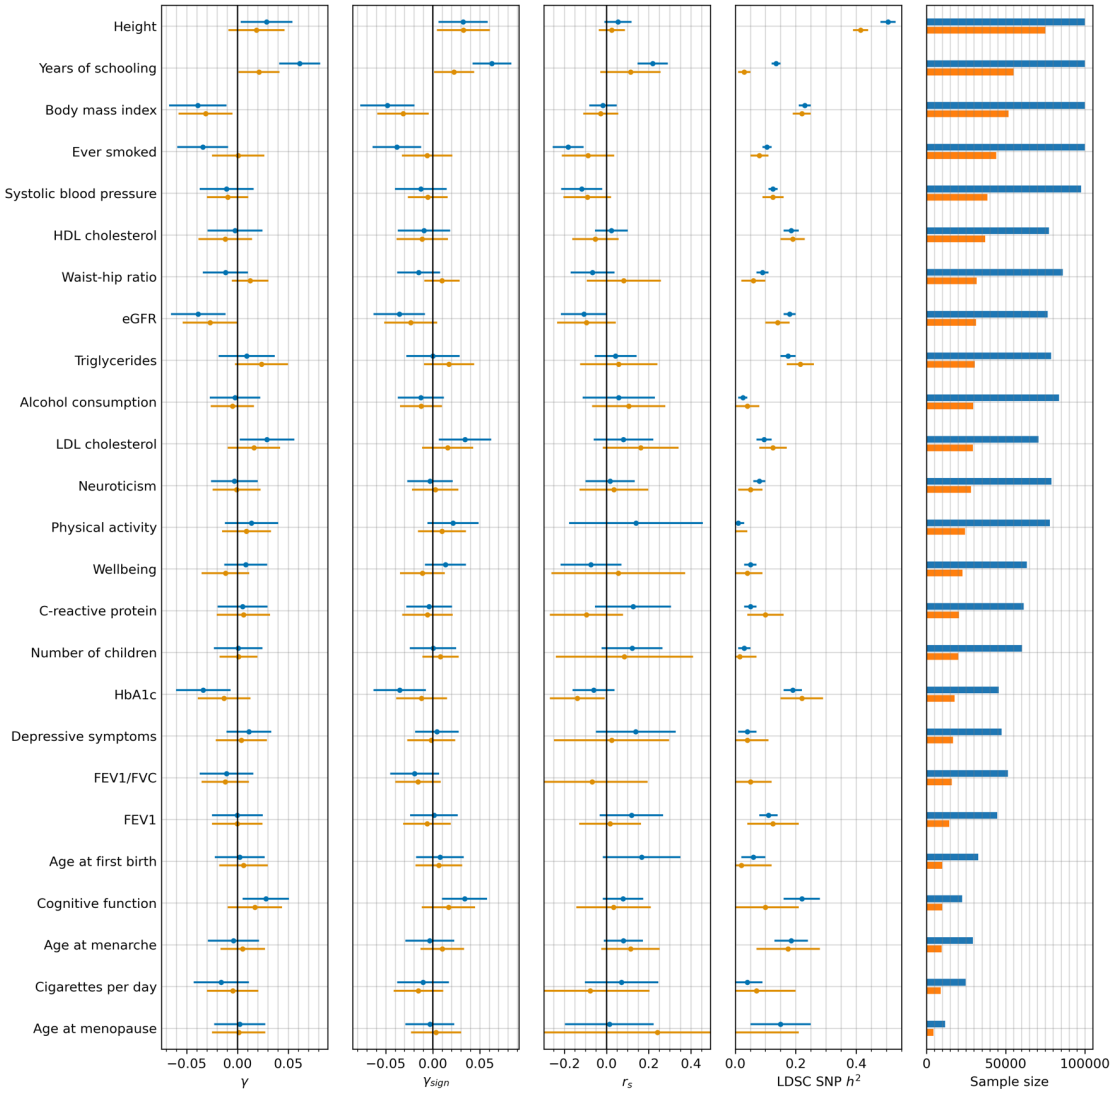 Height
Years of schooling
Body mass index
Ever smoked
Systolic blood pressure
HDL cholesterol
Waist-hip ratio
eGFR
Triglycerides
Alcohol consumption
LDL cholesterol
Neuroticism
Physical activity
Wellbeing
C-reactive protein
Number of children
HbA1c
Depressive symptoms
FEV1/FVC
FEV1
Age at first birth
Cognitive function
Age at menarche
Cigarettes per day
Age at menopause
−0.05 0.00 0.05 −0.05 0.00 0.05 −0.2 0.0 0.2 0.4 0.0 0.2 0.4 0 50000 100000
γ γsign rs LDSC SNP h² Sample size